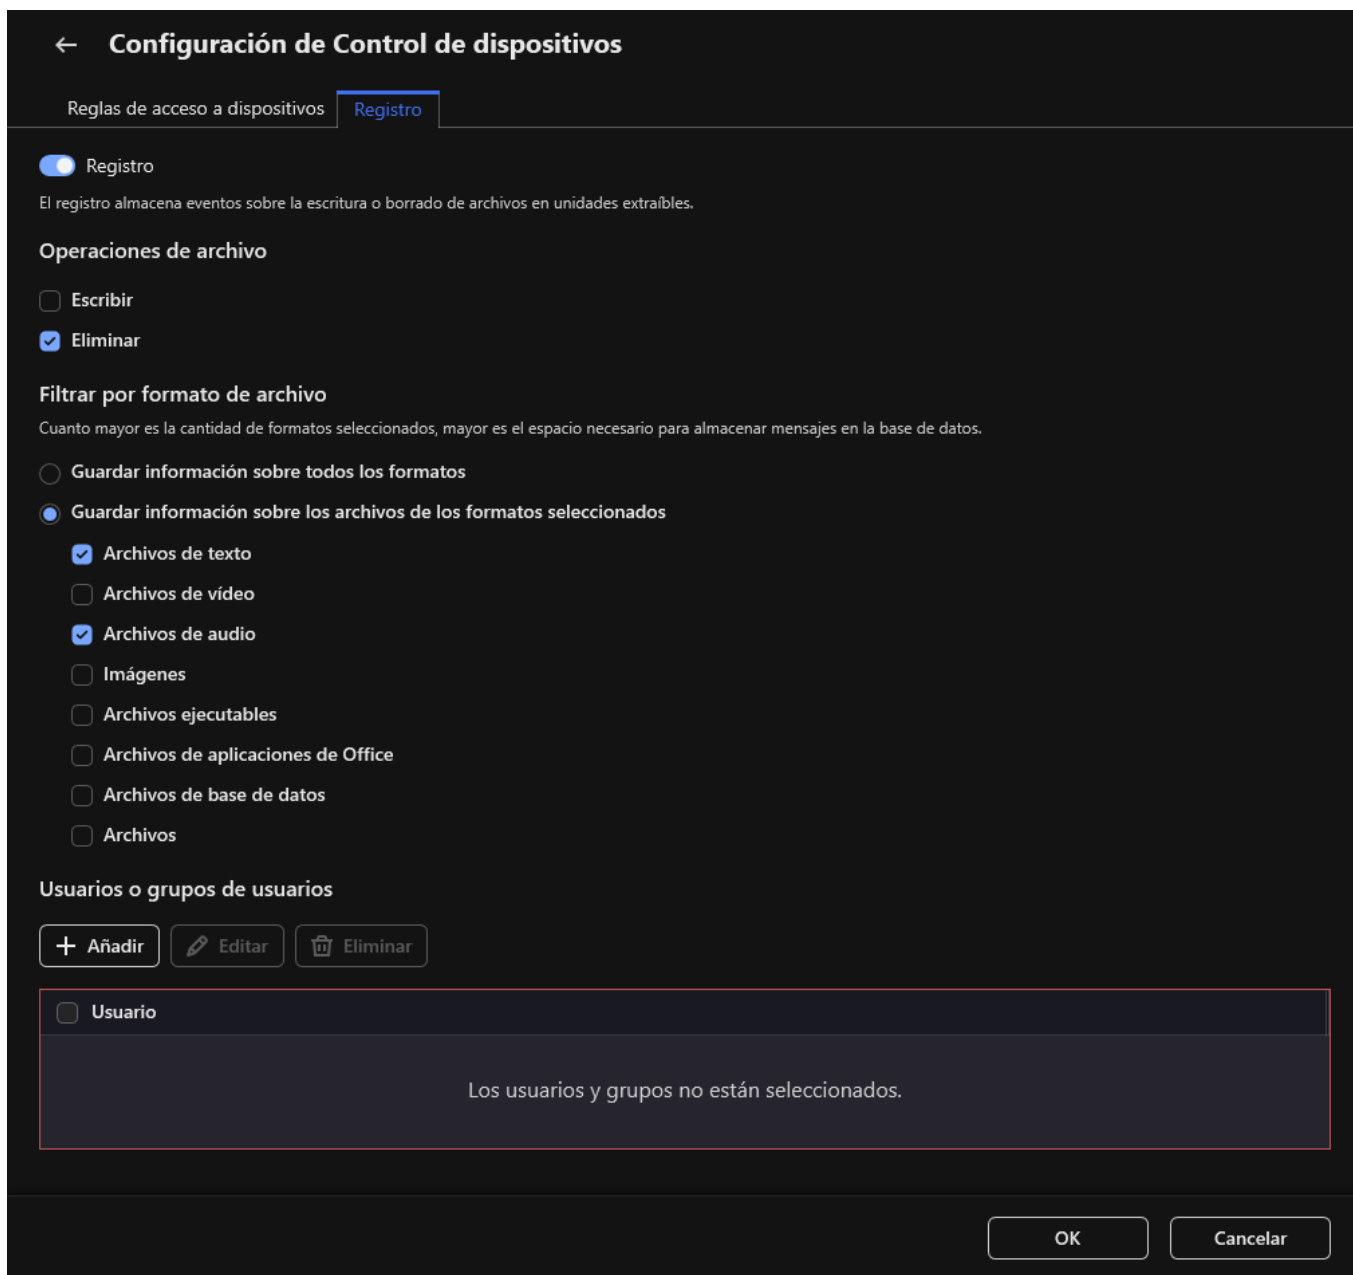 Configuración de Control de dispositivos
Reglas de acceso a dispositivos
Registro
Registro
El registro almacena eventos sobre la escritura o borrado de archivos en unidades extraíbles.
Operaciones de archivo
Escribir
Eliminar
Filtrar por formato de archivo
Cuanto mayor es la cantidad de formatos seleccionados, mayor es el espacio necesario para almacenar mensajes en la base de datos.
Guardar información sobre todos los formatos
Guardar información sobre los archivos de los formatos seleccionados
Archivos de texto
Archivos de vídeo
Archivos de audio
Imágenes
Archivos ejecutables
Archivos de aplicaciones de Office
Archivos de base de datos
Archivos
Usuarios o grupos de usuarios
Añadir
Editar
Eliminar
Usuario
Los usuarios y grupos no están seleccionados.
OK
Cancelar